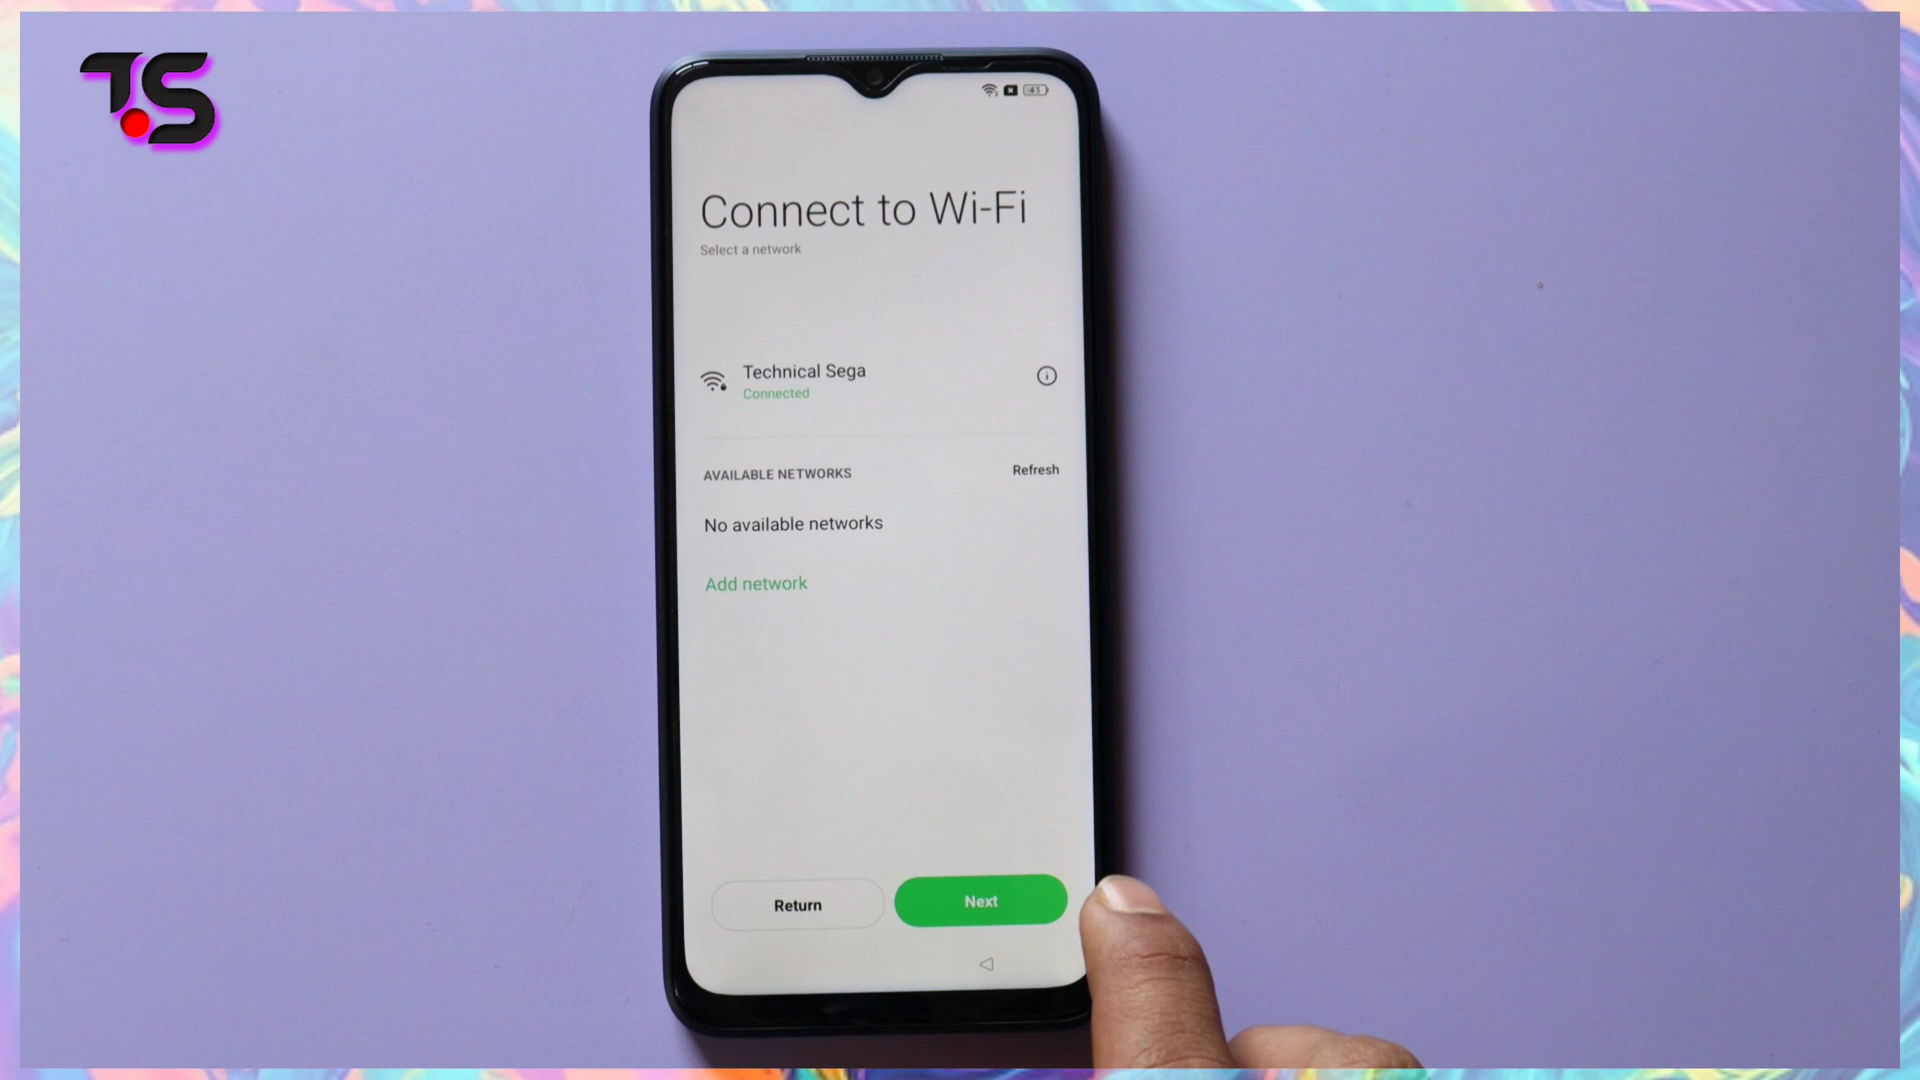 TS
45
Connect to Wi-Fi
Select a network
Technical Sega
Connected
AVAILABLE NETWORKS
Refresh
No available networks
Add network
Return
Next